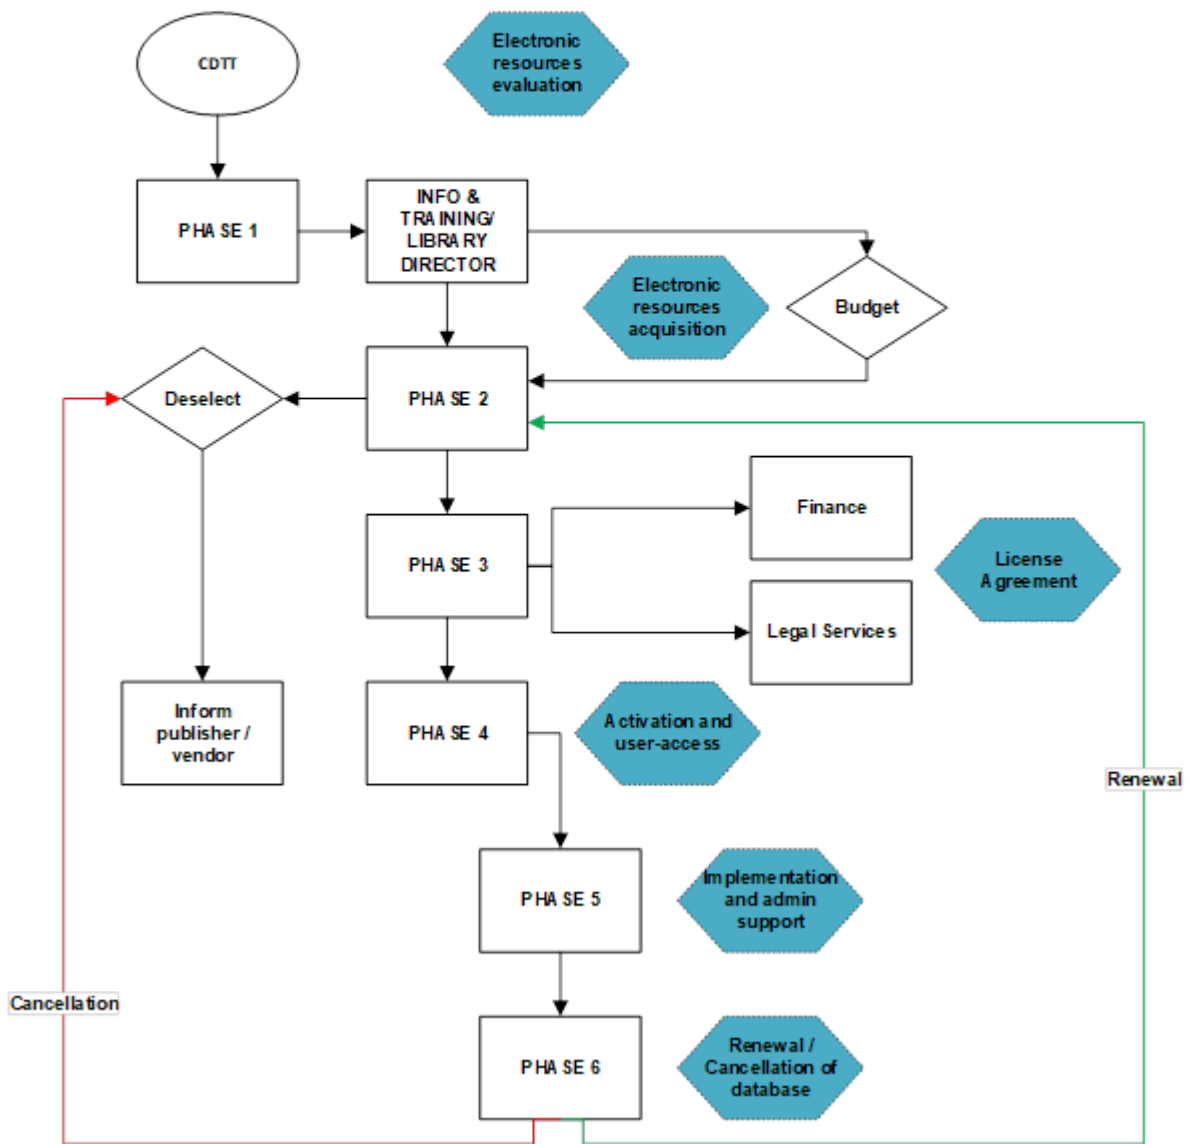 CDTT
Electronic
resources
evaluation
PHASE 1
INFO &
TRAINING/
LIBRARY
DIRECTOR
Electronic
resources
acquisition
Budget
Deselect
PHASE 2
Finance
PHASE 3
License
Agreement
Legal Services
Inform
publisher /
vendor
PHASE 4
Activation and
user-access
Renewal
PHASE 5
Implementation
and admin
support
Cancellation
PHASE 6
Renewal /
Cancellation of
database